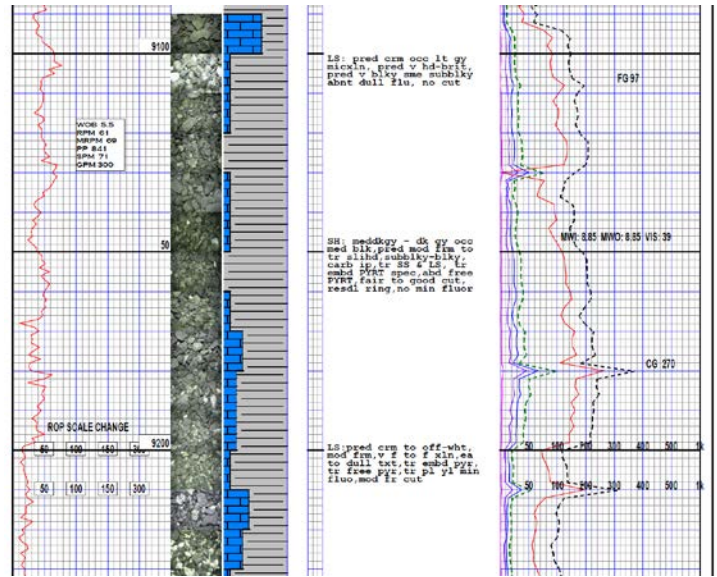 9100
LS: pred crm occ lt gy
micxln, pred v hd-brit,
pred v blky sme subblky
abnt dull flu, no cut
FG 97
WOB 5.5
RPM 61
MRPM 69
PP 841
SPM 71
GPM 300
50
SH: meddkgy - dk gy occ
med blk,pred mod frm to
tr slihd,subblky-blky,
carb ip,tr SS & LS, tr
embd PYRT spec,abd free
PYRT,fair to good cut,
resdl ring,no min fluor
MWI: 8.85 MWO: 8.85 VIS: 39
CG 270
ROP SCALE CHANGE
9200
50 100 150 300
LS:pred crm to off-wht,
mod frm,v f to f xln,ea
to dull txt,tr embd pyr,
tr free pyr,tr pl yl min
fluo,mod fr cut
50 100 200 300 400 500 1k
50 100 150 300
50 100 200 300 400 500 1k